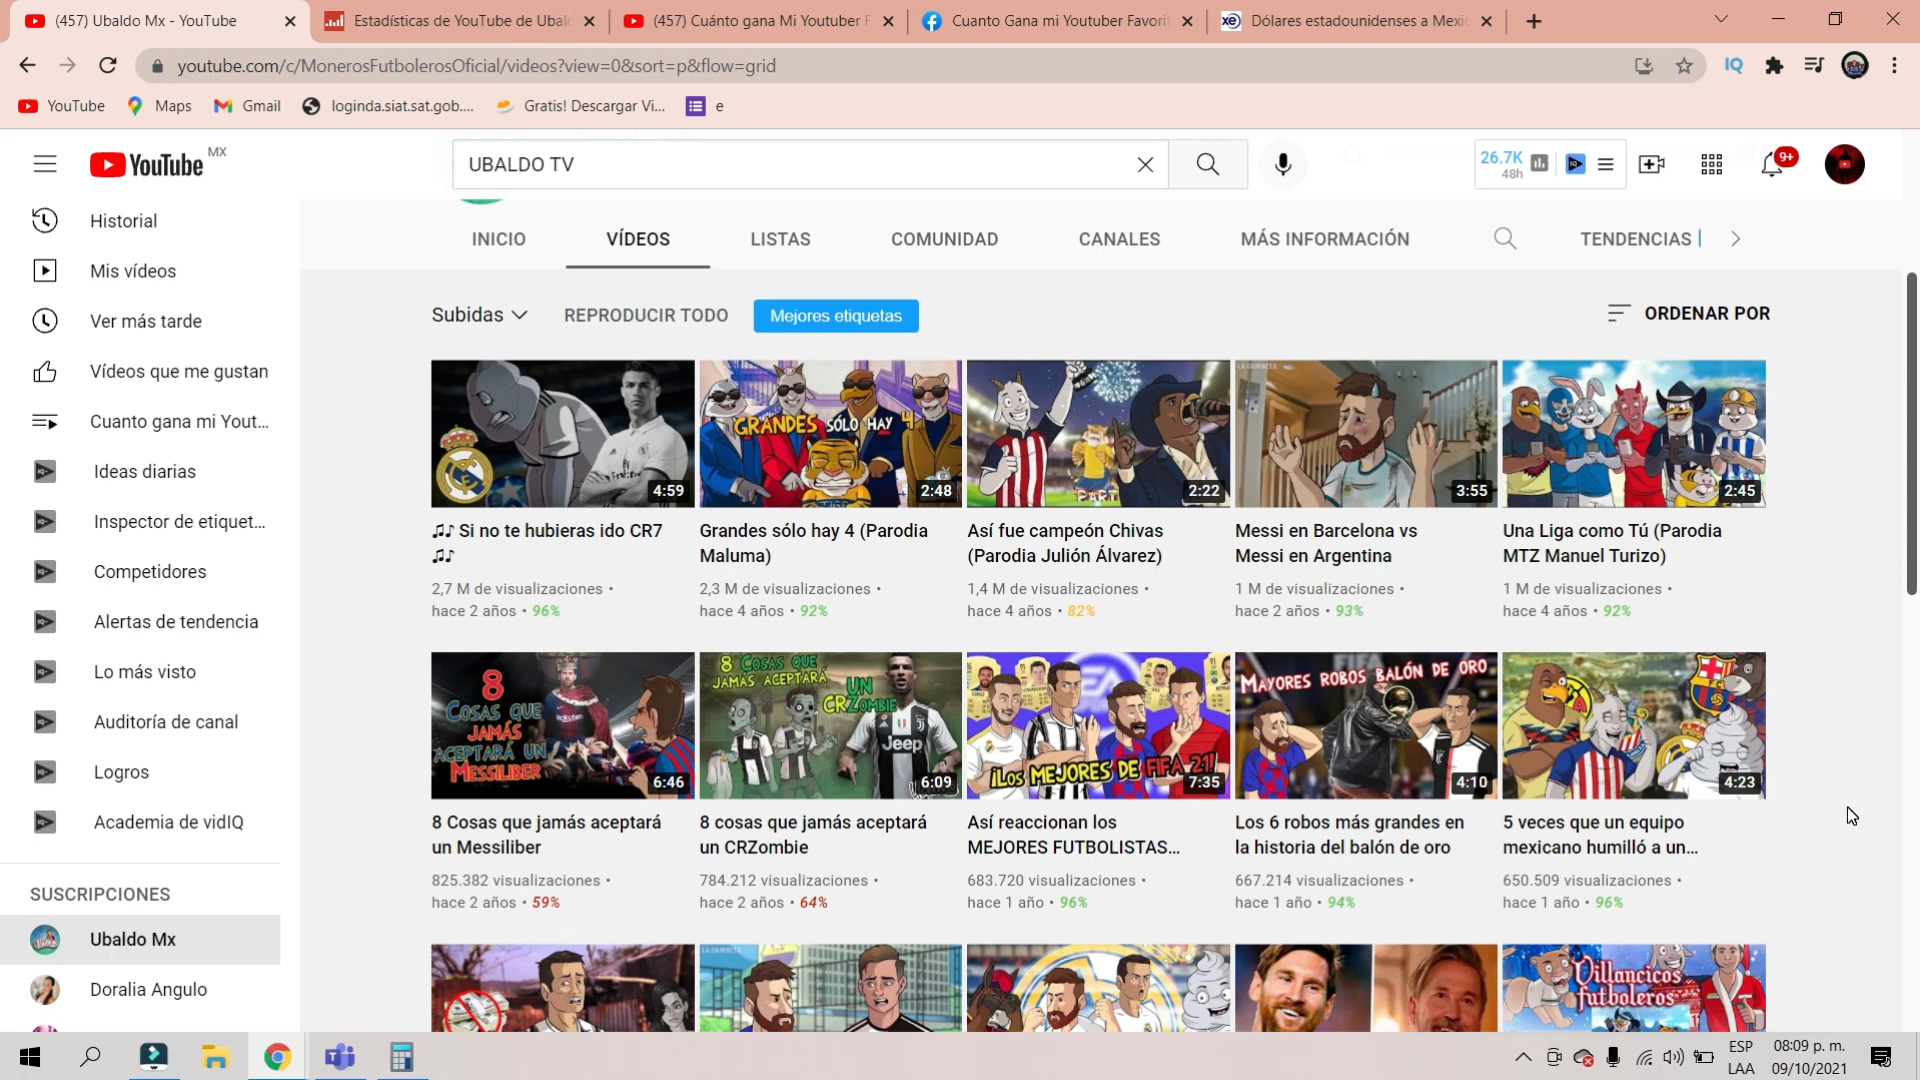 (457) Ubaldo Mx - YouTube
Estadísticas de YouTube de Ubal
(457) Cuánto gana Mi Youtuber F
Cuanto Gana mi Youtuber Favorit
Dólares estadounidenses a Mexic
youtube.com/c/MonerosFutbolerosOficial/videos?view=0&sort=p&flow=grid
IQ
YouTube
Maps
Gmail
loginda.siat.sat.gob....
Gratis! Descargar Vi...
e
YouTube MX
UBALDO TV
26.7K
48h
9+
Historial
Mis vídeos
Ver más tarde
Vídeos que me gustan
Cuanto gana mi Yout...
Ideas diarias
Inspector de etiquet...
Competidores
Alertas de tendencia
Lo más visto
Auditoría de canal
Logros
Academia de vidIQ
SUSCRIPCIONES
Ubaldo Mx
Doralia Angulo
INICIO
VÍDEOS
LISTAS
COMUNIDAD
CANALES
MÁS INFORMACIÓN
TENDENCIAS |
Subidas
REPRODUCIR TODO
Mejores etiquetas
ORDENAR POR
4:59
GRANDES SÓLO HAY 4
2:48
2:22
LA GAMBETA
3:55
2:45
🎵 Si no te hubieras ido CR7
🎵
2,7 M de visualizaciones •
hace 2 años • 96%
Grandes sólo hay 4 (Parodia
Maluma)
2,3 M de visualizaciones •
hace 4 años • 92%
Así fue campeón Chivas
(Parodia Julión Álvarez)
1,4 M de visualizaciones •
hace 4 años • 82%
Messi en Barcelona vs
Messi en Argentina
1 M de visualizaciones •
hace 2 años • 93%
Una Liga como Tú (Parodia
MTZ Manuel Turizo)
1 M de visualizaciones •
hace 4 años • 92%
8
COSAS QUE
JAMÁS
ACEPTARÁ
UN
MESSILIBER
6:46
8 COSAS QUE
JAMÁS ACEPTARÁ
UN
CRZOMBIE
Jeep
6:09
¡LOS MEJORES DE FIFA 21!
7:35
MAYORES ROBOS BALÓN DE ORO
4:10
4:23
8 Cosas que jamás aceptará
un Messiliber
825.382 visualizaciones •
hace 2 años • 59%
8 cosas que jamás aceptará
un CRZombie
784.212 visualizaciones •
hace 2 años • 64%
Así reaccionan los
MEJORES FUTBOLISTAS...
683.720 visualizaciones •
hace 1 año • 96%
Los 6 robos más grandes en
la historia del balón de oro
667.214 visualizaciones •
hace 1 año • 94%
5 veces que un equipo
mexicano humilló a un...
650.509 visualizaciones •
hace 1 año • 96%
LA GAMBETA
Villancicos
futboleros
ESP
LAA
08:09 p. m.
09/10/2021